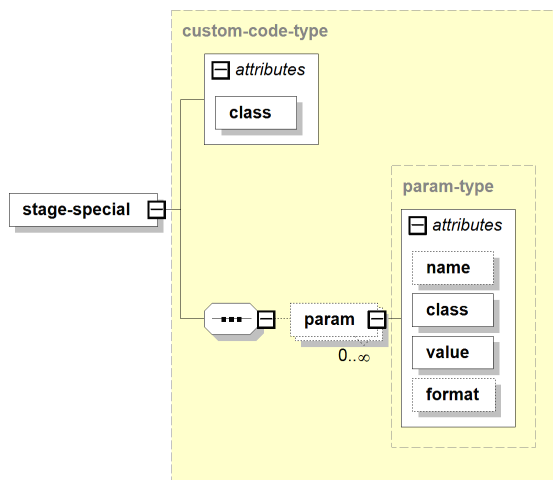 custom-code-type
attributes
class
stage-special
param-type
attributes
name
class
value
format
param
0..∞